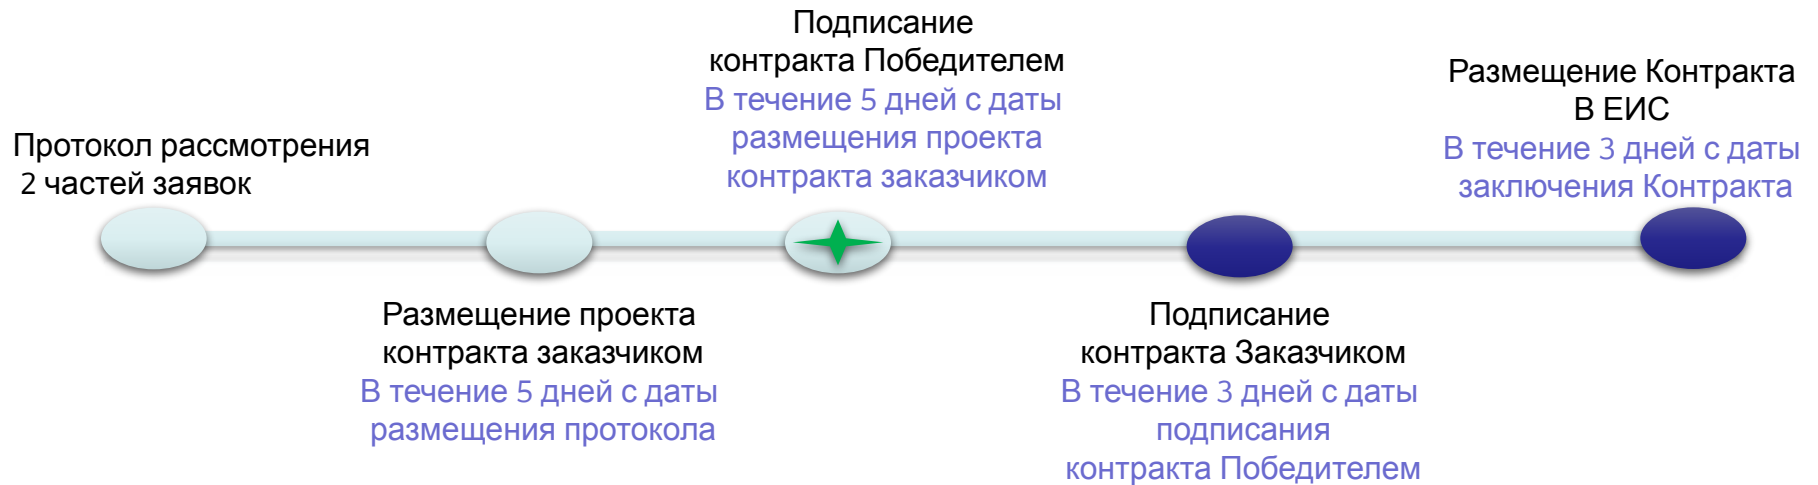 Протокол рассмотрения
2 частей заявок
Размещение проекта
контракта заказчиком
В течение 5 дней с даты
размещения протокола
Подписание
контракта Победителем
В течение 5 дней с даты
размещения проекта
контракта заказчиком
Подписание
контракта Заказчиком
В течение 3 дней с даты
подписания
контракта Победителем
Размещение Контракта
В ЕИС
В течение 3 дней с даты
заключения Контракта